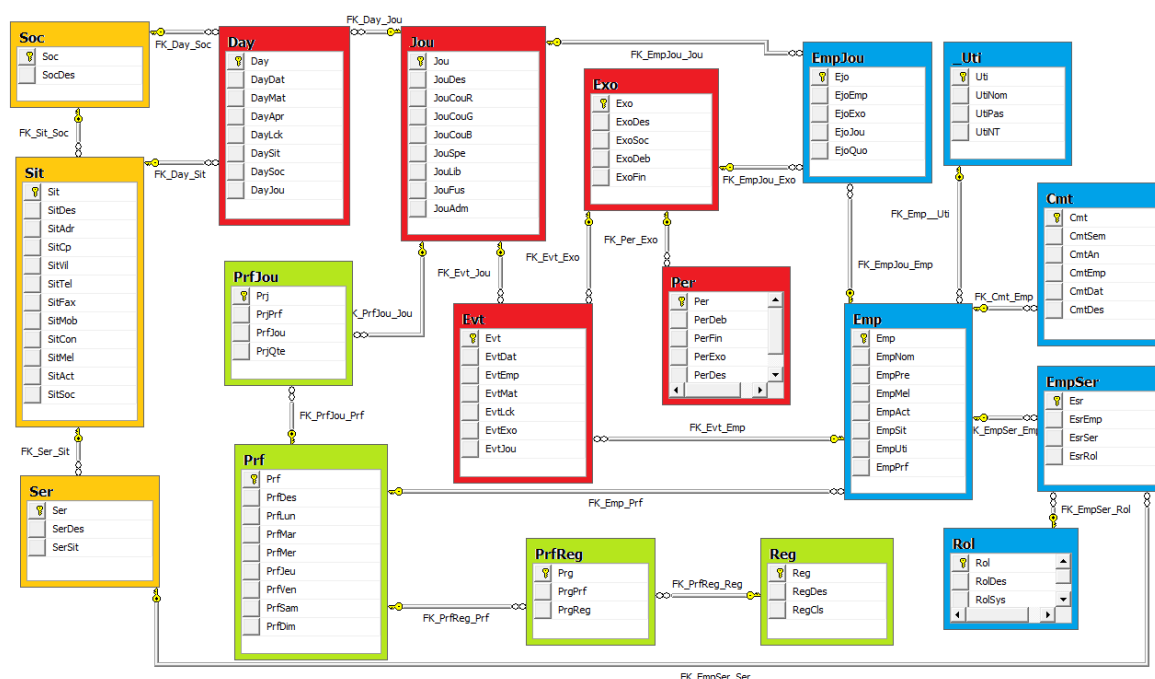 Soc
Soc
SocDes
FK_Day_Soc
FK_Sit_Soc
Sit
Sit
SitDes
SitAdr
SitCp
SitVil
SitTel
SitFax
SitMob
SitCon
SitMel
SitAct
SitSoc
FK_Ser_Sit
Ser
Ser
SerDes
SerSit
Day
Day
DayDat
DayMat
DayApr
DayLck
DaySit
DaySoc
DayJou
FK_Day_Sit
FK_Day_Jou
Jou
Jou
JouDes
JouCouR
JouCouG
JouCouB
JouSpe
JouLib
JouFus
JouAdm
FK_EmpJou_Jou
PrfJou
Prj
PrjPrf
PrfJou
PrjQte
K_PrfJou_Jou
FK_PrfJou_Prf
FK_Evt_Jou
FK_Evt_Exo
Exo
Exo
ExoDes
ExoSoc
ExoDeb
ExoFin
FK_EmpJou_Exo
FK_Per_Exo
Per
Per
PerDeb
PerFin
PerExo
PerDes
EmpJou
Ejo
EjoEmp
EjoExo
EjoJou
EjoQuo
FK_EmpJou_Emp
_Uti
Uti
UtiNom
UtiPas
UtiNT
FK_Emp__Uti
Cmt
Cmt
CmtSem
CmtAn
CmtEmp
CmtDat
CmtDes
FK_Cmt_Emp
Evt
Evt
EvtDat
EvtEmp
EvtMat
EvtLck
EvtExo
EvtJou
FK_Evt_Emp
Emp
Emp
EmpNom
EmpPre
EmpMel
EmpAct
EmpSit
EmpUti
EmpPrf
FK_Emp_Prf
EmpSer
Esr
EsrEmp
EsrSer
EsrRol
K_EmpSer_Emp
FK_EmpSer_Rol
Rol
Rol
RolDes
RolSys
Prf
Prf
PrfDes
PrfLun
PrfMar
PrfMer
PrfJeu
PrfVen
PrfSam
PrfDim
FK_PrfReg_Prf
PrfReg
Prg
PrgPrf
PrgReg
FK_PrfReg_Reg
Reg
Reg
RegDes
RegCls
FK_EmpSer_Ser